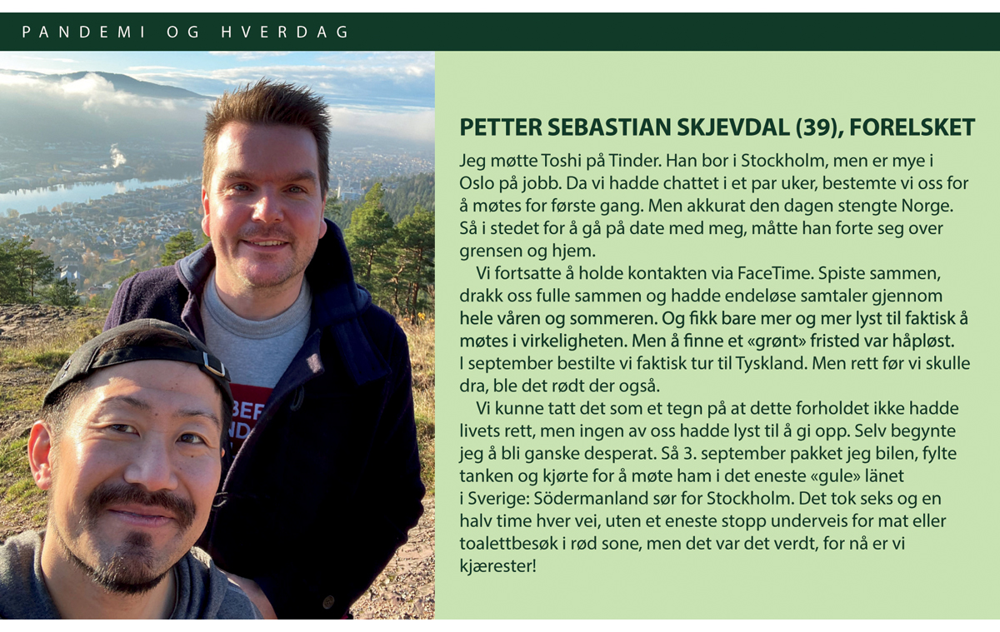 PANDEMI OG HVERDAG
PETTER SEBASTIAN SKJEVDAL (39), FORELSKET
Jeg møtte Toshi på Tinder. Han bor i Stockholm, men er mye i
Oslo på jobb. Da vi hadde chattet i et par uker, bestemte vi oss for
å møtes for første gang. Men akkurat den dagen stengte Norge.
Så i stedet for å gå på date med meg, måtte han forte seg over
grensen og hjem.
Vi fortsatte å holde kontakten via FaceTime. Spiste sammen,
drakk oss fulle sammen og hadde endeløse samtaler gjennom
hele våren og sommeren. Og fikk bare mer og mer lyst til faktisk å
møtes i virkeligheten. Men å finne et «grønt» fristed var håpløst.
I september bestilte vi faktisk tur til Tyskland. Men rett før vi skulle
dra, ble det rødt der også.
Vi kunne tatt det som et tegn på at dette forholdet ikke hadde
livets rett, men ingen av oss hadde lyst til å gi opp. Selv begynte
jeg å bli ganske desperat. Så 3. september pakket jeg bilen, fylte
tanken og kjørte for å møte ham i det eneste «gule» länet
i Sverige: Södermanland sør for Stockholm. Det tok seks og en
halv time hver vei, uten et eneste stopp underveis for mat eller
toalettbesøk i rød sone, men det var det verdt, for nå er vi
kjærester!